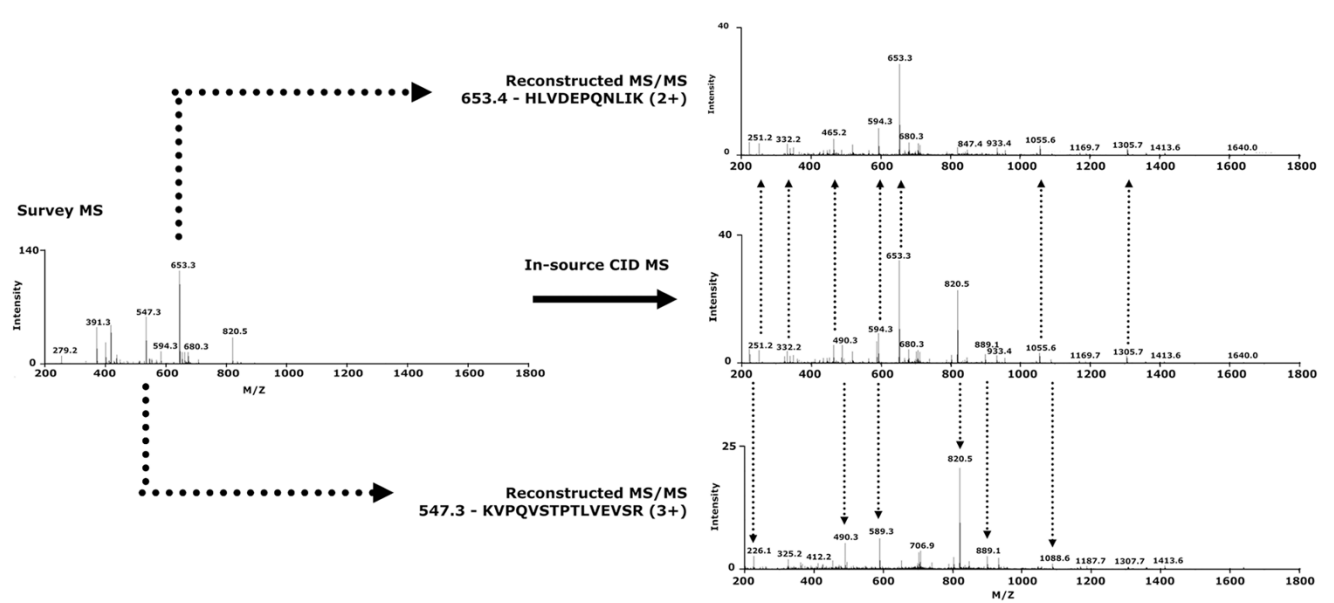 Reconstructed MS/MS
653.4 - HLVDEPQNLIK (2+)
40
Intensity
0
653.3
594.3
465.2
251.2 332.2
680.3
847.4 933.4 1055.6
1169.7 1305.7 1413.6
1640.0
200 400 600 800 1000 1200 1400 1600 1800
Survey MS
140
Intensity
0
653.3
547.3
391.3
594.3 680.3
820.5
279.2
200 400 600 800 1000 1200 1400 1600 1800
M/Z
In-source CID MS
40
Intensity
0
653.3
820.5
594.3
490.3
251.2 332.2
680.3
889.1
933.4 1055.6
1169.7 1305.7 1413.6
1640.0
200 400 600 800 1000 1200 1400 1600 1800
Reconstructed MS/MS
547.3 - KVPQVSTPTLVEVSR (3+)
25
Intensity
0
820.5
589.3
490.3
706.9
889.1
226.1 325.2 412.2
1088.6 1187.7 1307.7 1413.6
200 400 600 800 1000 1200 1400 1600 1800
M/Z